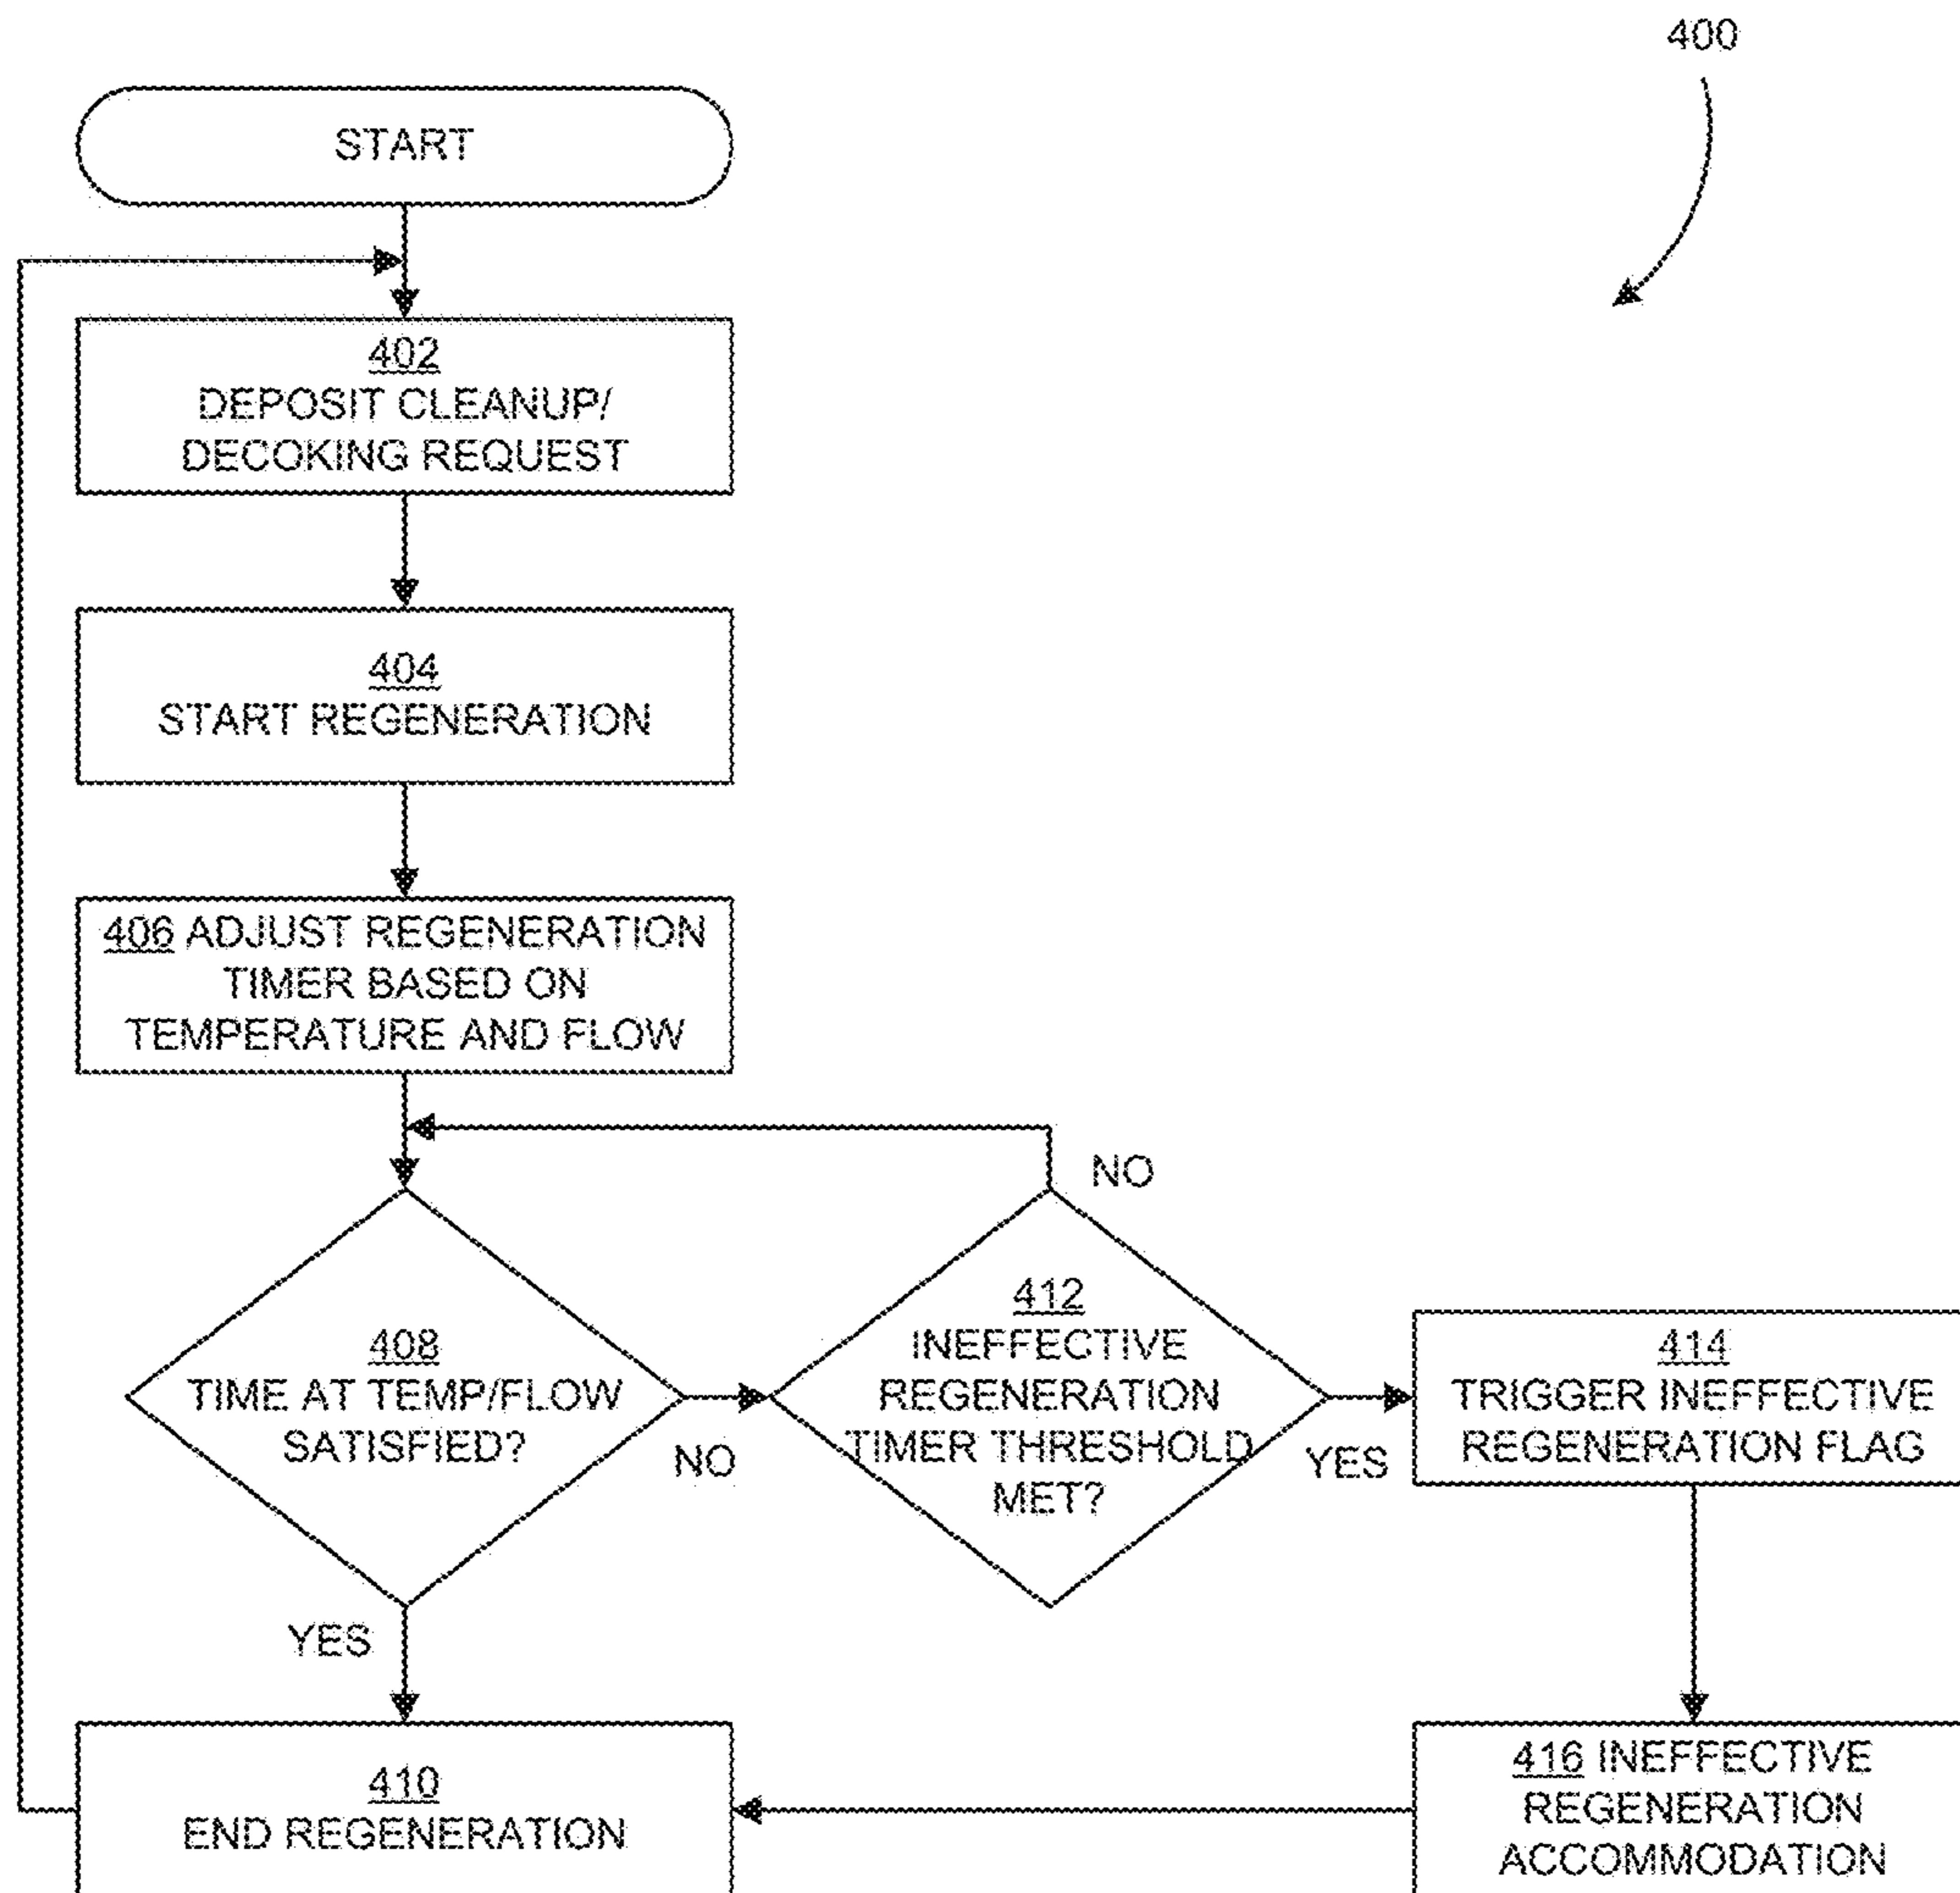 400
START
402
DEPOSIT CLEANUP/
DECOKING REQUEST
404
START REGENERATION
406 ADJUST REGENERATION
TIMER BASED ON
TEMPERATURE AND FLOW
408
TIME AT TEMP/FLOW
SATISFIED?
NO
YES
412
INEFFECTIVE
REGENERATION
TIMER THRESHOLD
MET?
NO
YES
414
TRIGGER INEFFECTIVE
REGENERATION FLAG
410
END REGENERATION
416 INEFFECTIVE
REGENERATION
ACCOMMODATION